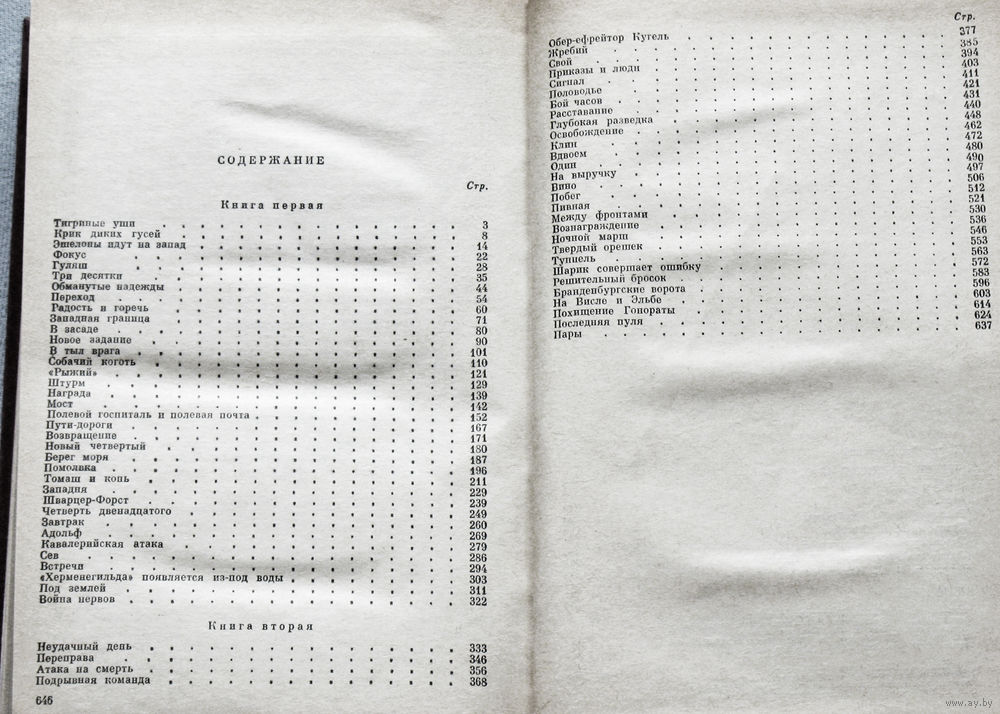 СОДЕРЖАНИЕ
Стр.
Книга первая
Тигриные уши 3
Крик диких гусей 8
Эшелоны идут на запад 14
Фокус 22
Гуляш 28
Три десятки 35
Обманутые надежды 44
Переход 54
Радость и горечь 60
Западная граница 71
В засаде 80
Новое задание 90
В тыл врага 101
Собачий коготь 110
«Рыжий» 121
Штурм 129
Награда 139
Мост 142
Полевой госпиталь и полевая почта 152
Пути-дороги 167
Возвращение 171
Новый четвертый 180
Берег моря 187
Помолвка 196
Томаш и конь 211
Западня 229
Шварцер-Форст 239
Четверть двенадцатого 249
Завтрак 260
Адольф 269
Кавалерийская атака 279
Сев 286
Встречи 294
«Херменегильда» появляется из-под воды 303
Под землей 311
Война нервов 322
Книга вторая
Неудачный день 333
Переправа 346
Атака на смерть 356
Подрывная команда 368
646
Стр.
Обер-ефрейтор Кугель 377
Жребий 385
Свой 394
Приказы и люди 403
Сигнал 411
Половодье 421
Бой часов 431
Расставание 440
Глубокая разведка 448
Освобождение 462
Клин 472
Вдвоем 480
Один 490
На выручку 497
Вино 506
Побег 512
Пивная 521
Между фронтами 530
Вознаграждение 536
Ночной марш 546
Твердый орешек 553
Туннель 563
Шарик совершает ошибку 572
Решительный бросок 583
Бранденбургские ворота 596
На Висле и Эльбе 603
Похищение Гонораты 614
Последняя пуля 624
Пары 637
www.ay.by